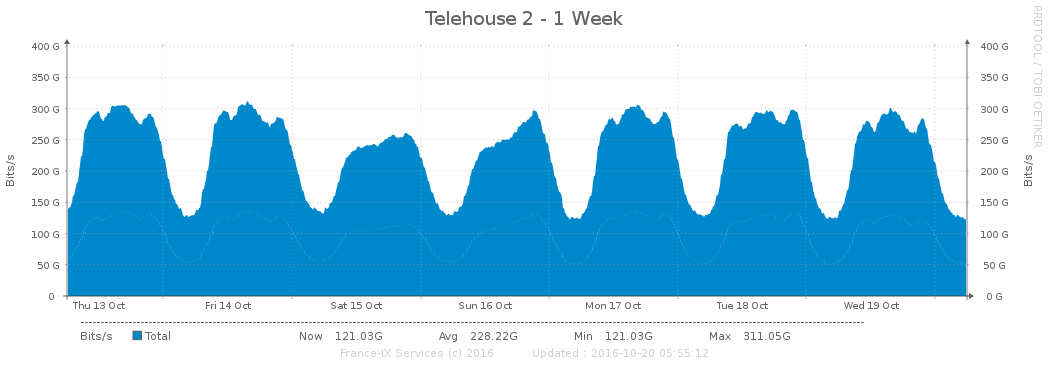 Telehouse 2 - 1 Week
RRDTOOL / TOBI OETIKER
400 G 400 G
350 G 350 G
300 G 300 G
250 G 250 G
200 G 200 G
150 G 150 G
100 G 100 G
50 G 50 G
0 0 G
Bits/s Bits/s
Thu 13 Oct Fri 14 Oct Sat 15 Oct Sun 16 Oct Mon 17 Oct Tue 18 Oct Wed 19 Oct
Bits/s Total Now 121.03G Avg 228.22G Min 121.03G Max 311.05G
France-IX Services (c) 2016 Updated : 2016-10-20 05:55:12